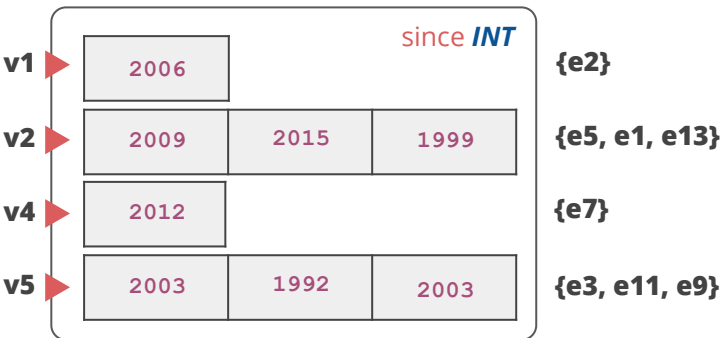 since INT
v1 2006 {e2}
v2 2009 2015 1999 {e5, e1, e13}
v4 2012 {e7}
v5 2003 1992 2003 {e3, e11, e9}